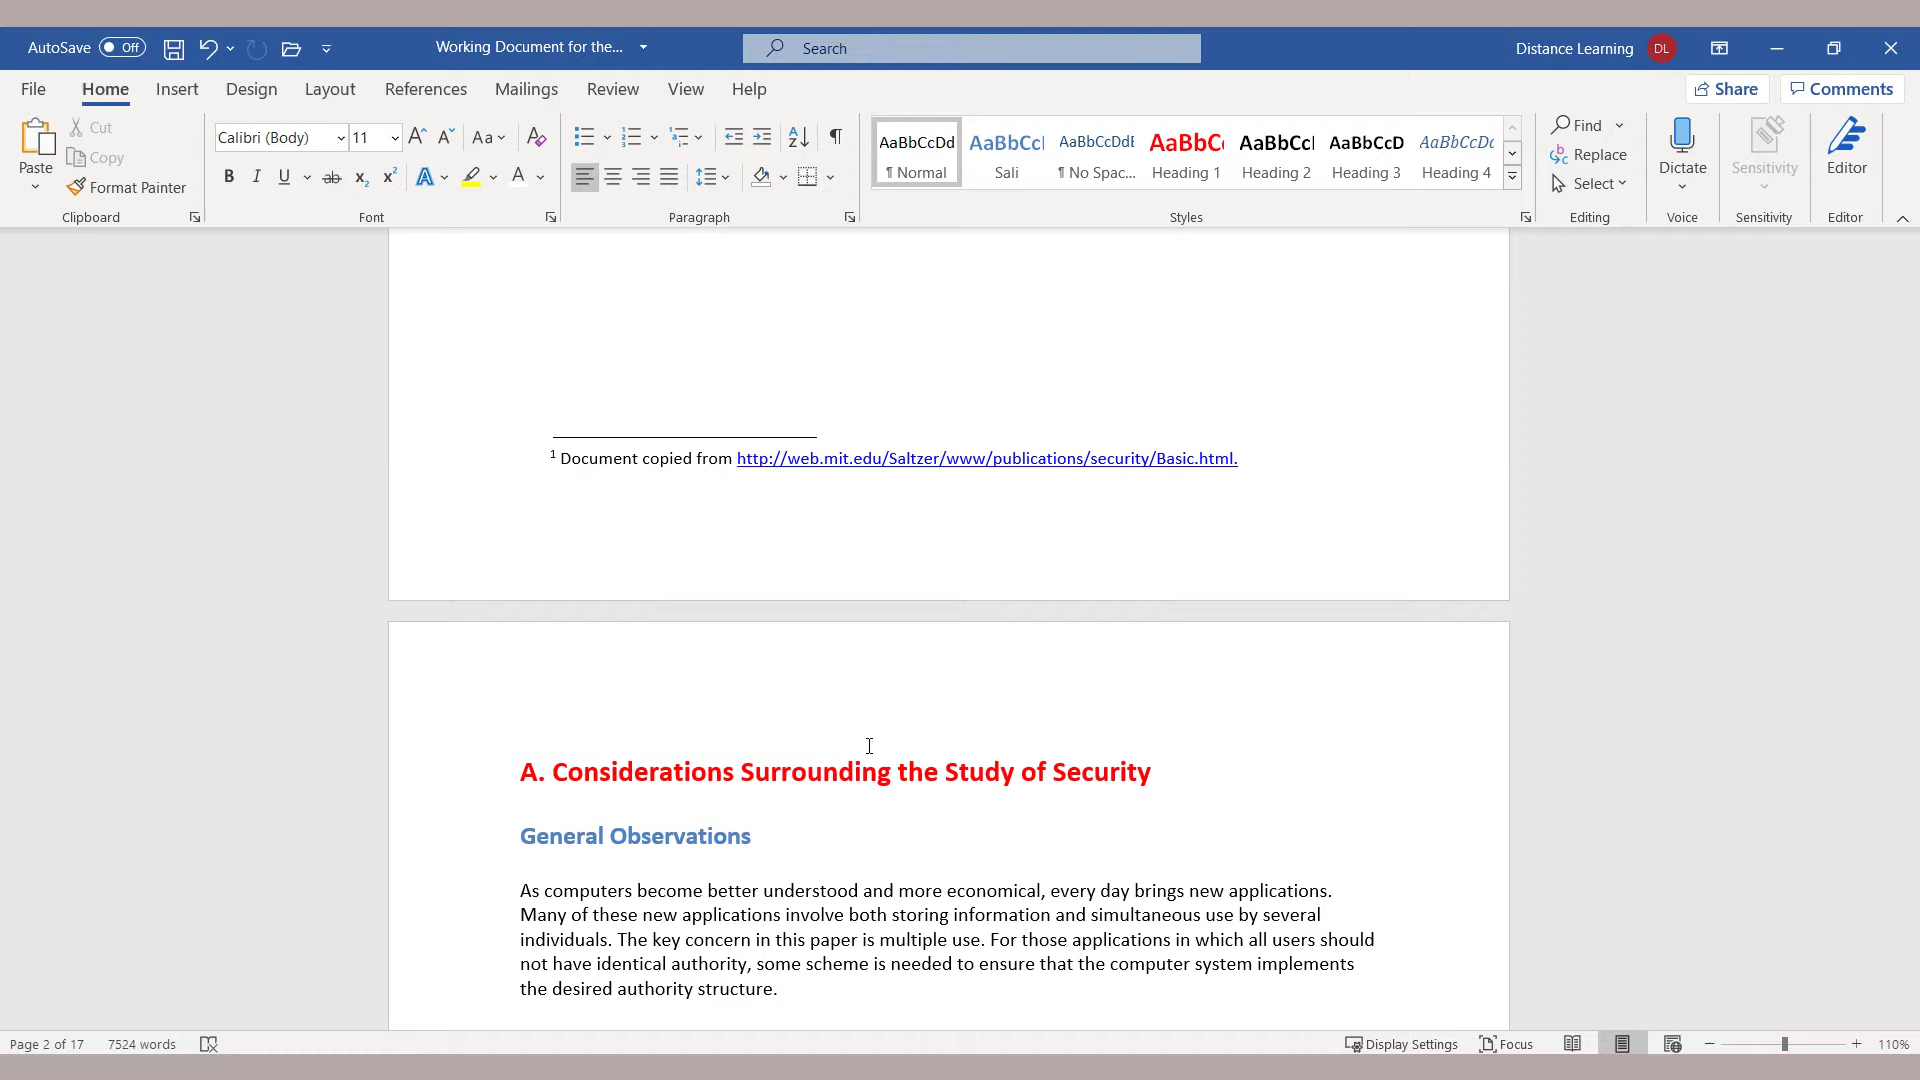 AutoSave Off Working Document for the... Search Distance Learning DL
File Home Insert Design Layout References Mailings Review View Help Share Comments
Paste
Cut
Copy
Format Painter
Clipboard
Calibri (Body) 11 Aa
B I U ab x2 x2 A A
Font
Paragraph
AaBbCcDd AaBbCcl AaBbCcDdE AaBbC AaBbCcl AaBbCcD AaBbCcDc
¶ Normal Sali ¶ No Spac... Heading 1 Heading 2 Heading 3 Heading 4
Styles
Find
Replace
Select
Editing
Dictate
Voice
Sensitivity
Sensitivity
Editor
Editor
1 Document copied from http://web.mit.edu/Saltzer/www/publications/security/Basic.html.
A. Considerations Surrounding the Study of Security
General Observations
As computers become better understood and more economical, every day brings new applications.
Many of these new applications involve both storing information and simultaneous use by several
individuals. The key concern in this paper is multiple use. For those applications in which all users should
not have identical authority, some scheme is needed to ensure that the computer system implements
the desired authority structure.
Page 2 of 17 7524 words Display Settings Focus 110%